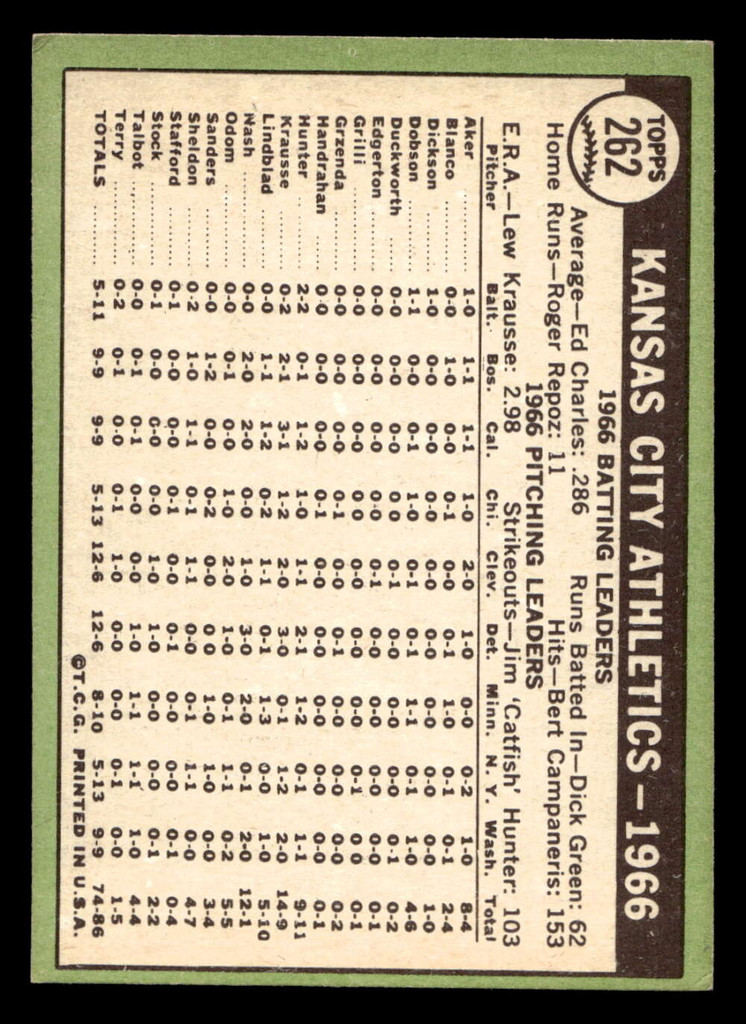 TOPPS
262
KANSAS CITY ATHLETICS—1966
1966 BATTING LEADERS
Average—Ed Charles: .286 Runs Batted In—Dick Green: 62
Home Runs—Roger Repoz: 11 Hits—Bert Campaneris: 153
1966 PITCHING LEADERS
E.R.A.—Lew Krausse: 2.98 Strikeouts—Jim 'Catfish' Hunter: 103
Pitcher Balt. Bos. Cal. Chi. Clev. Det. Minn. N. Y. Wash. Total
Aker 1-0 1-1 1-1 1-0 2-0 1-0 0-0 0-2 1-0 8-4
Blanco 0-0 1-0 0-0 0-1 0-0 0-1 1-0 0-1 0-1 2-4
Dickson 1-0 0-0 0-0 0-0 0-0 0-0 0-0 0-0 0-0 1-0
Dobson 1-1 0-0 0-1 1-0 0-1 0-1 1-1 0-1 1-0 4-6
Duckworth 0-0 0-0 0-0 0-0 0-1 0-0 0-0 0-0 0-1 0-2
Edgerton 0-0 0-0 0-0 0-0 0-1 0-0 0-0 0-0 0-0 0-1
Grilli 0-0 0-0 0-0 0-0 0-0 0-0 0-0 0-1 0-0 0-1
Grzenda 0-0 0-0 0-0 0-1 0-0 0-1 0-0 0-0 0-0 0-2
Handrahan 0-0 0-0 0-0 0-1 0-0 0-0 0-0 0-0 0-0 0-1
Hunter 2-2 0-1 1-2 1-0 1-1 2-1 1-2 0-1 1-1 9-11
Krausse 0-2 2-1 3-1 1-2 2-0 3-0 0-1 1-2 2-0 14-9
Lindblad 0-0 1-1 1-2 0-2 1-1 0-1 1-3 0-0 1-0 5-10
Nash 0-0 2-0 2-0 0-0 1-0 3-0 2-0 0-1 2-0 12-1
Odom 0-0 0-1 0-0 1-0 2-0 1-0 0-1 1-1 0-2 5-5
Sanders 0-0 1-2 0-0 0-2 0-0 0-0 1-0 1-0 0-0 3-4
Sheldon 0-2 1-0 1-1 0-1 1-1 0-0 0-1 1-1 0-0 4-7
Stafford 0-1 0-0 0-0 0-1 0-0 0-1 0-0 0-0 0-0 0-4
Stock 0-1 0-0 0-0 0-0 1-0 1-0 0-0 0-0 0-1 2-2
Talbot 0-0 0-1 0-1 0-0 0-0 1-0 1-1 1-1 1-0 4-4
Terry 0-2 0-1 0-0 0-1 1-0 0-0 0-0 0-1 0-0 1-5
TOTALS 5-11 9-9 9-9 5-13 12-6 12-6 8-10 5-13 9-9 74-86
©T.C.G. PRINTED IN U.S.A.